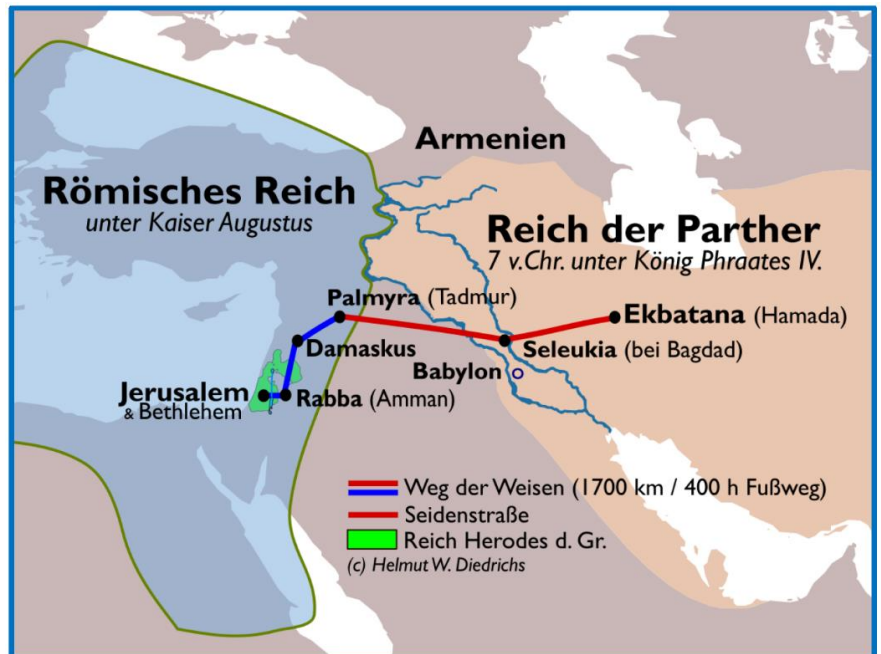 Armenien
Römisches Reich
unter Kaiser Augustus
Reich der Parther
7 v.Chr. unter König Phraates IV.
Palmyra (Tadmur)
Ekbatana (Hamada)
Damaskus
Seleukia (bei Bagdad)
Babylon
Jerusalem
& Bethlehem
Rabba (Amman)
Weg der Weisen (1700 km / 400 h Fußweg)
Seidenstraße
Reich Herodes d. Gr.
(c) Helmut W. Diedrichs